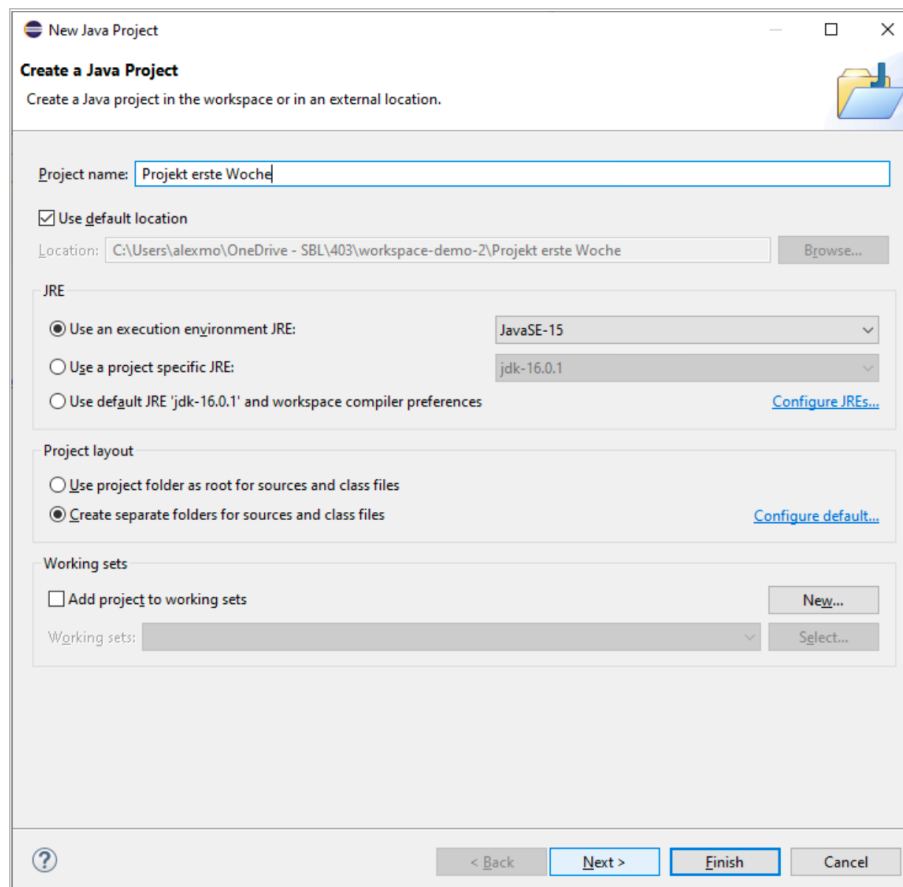 New Java Project
Create a Java Project
Create a Java project in the workspace or in an external location.
Project name: Projekt erste Woche
Use default location
Location: C:\Users\alexmo\OneDrive - SBL\403\workspace-demo-2\Projekt erste Woche Browse...
JRE
Use an execution environment JRE: JavaSE-15
Use a project specific JRE: jdk-16.0.1
Use default JRE 'jdk-16.0.1' and workspace compiler preferences Configure JREs...
Project layout
Use project folder as root for sources and class files
Create separate folders for sources and class files Configure default...
Working sets
Add project to working sets New...
Working sets: Select...
? < Back Next > Finish Cancel